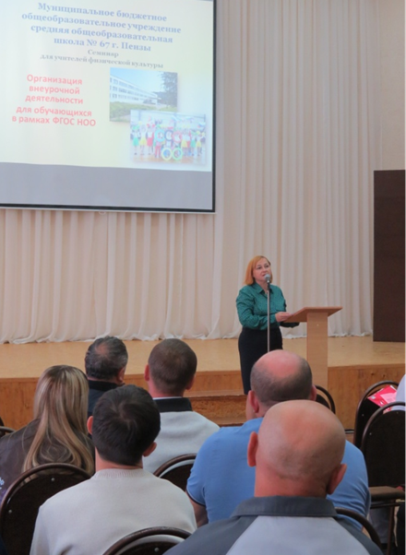 Муниципальное бюджетное
общеобразовательное учреждение
средняя общеобразовательная
школа № 67 г. Пензы
Семинар
для учителей физической культуры
Организация
внеурочной
деятельности
для обучающихся
в рамках ФГОС НОО